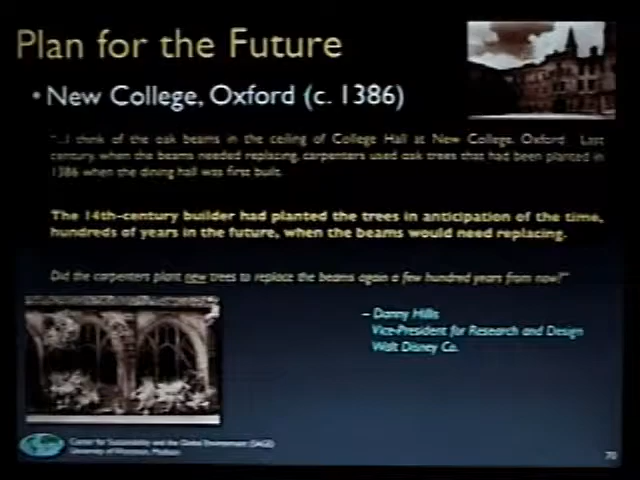 Plan for the Future
• New College, Oxford (c. 1386)
"...I think of the oak beams in the ceiling of College Hall at New College, Oxford. Last
century, when the beams needed replacing, carpenters used oak trees that had been planted in
1386 when the dining hall was first built.
The 14th-century builder had planted the trees in anticipation of the time,
hundreds of years in the future, when the beams would need replacing.
Did the carpenters plant new trees to replace the beams again a few hundred years from now?"
– Danny Hillis
Vice-President for Research and Design
Walt Disney Co.
Center for Sustainability and the Global Environment (SAGE)
University of Wisconsin, Madison
70